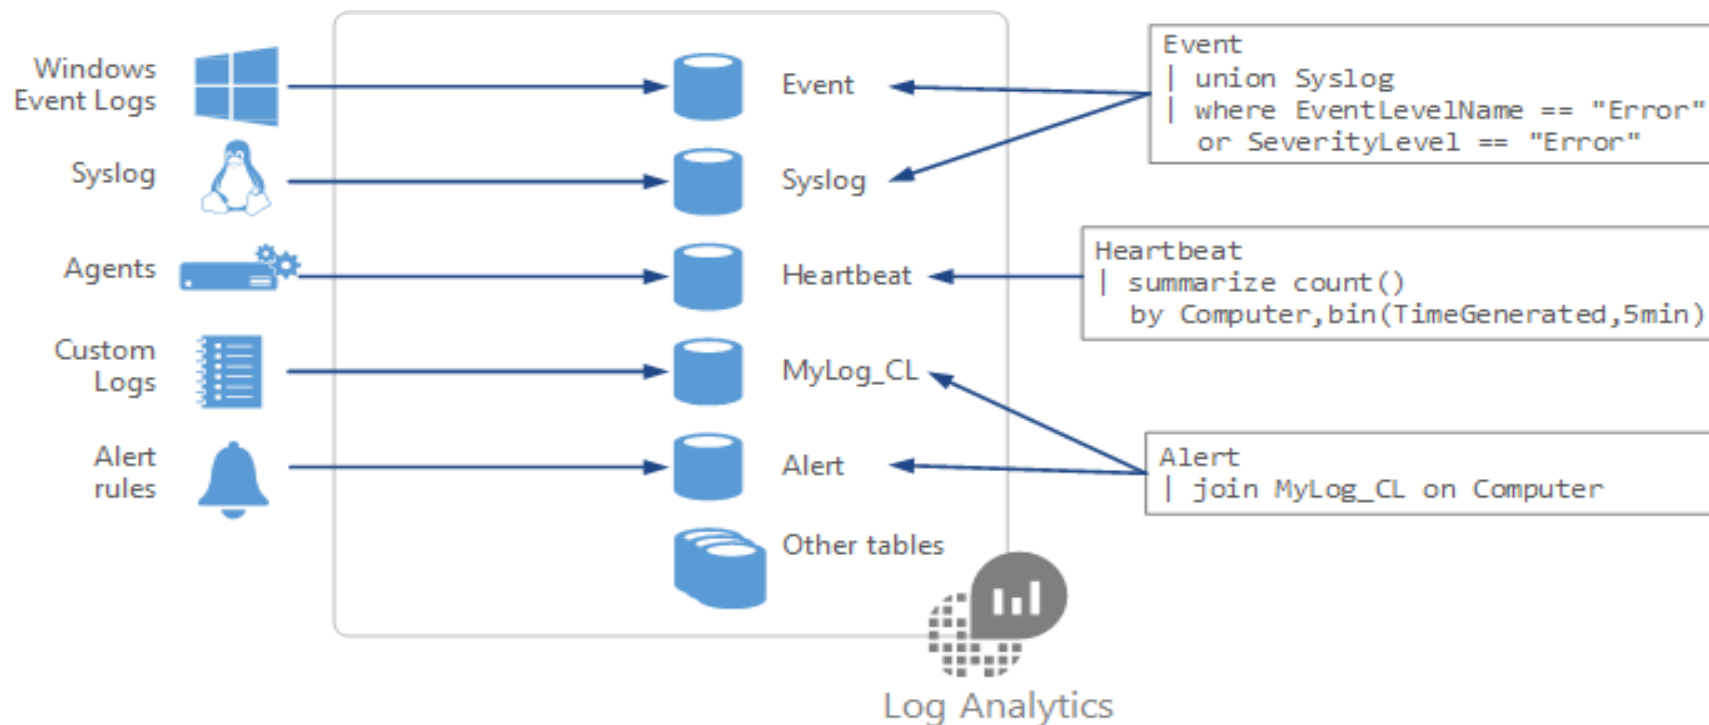 Windows
Event Logs
Event
Event
| union Syslog
| where EventLevelName == "Error"
or SeverityLevel == "Error"
Syslog
Syslog
Agents
Heartbeat
Heartbeat
| summarize count()
by Computer,bin(TimeGenerated,5min)
Custom
Logs
MyLog_CL
Alert
rules
Alert
Alert
| join MyLog_CL on Computer
Other tables
Log Analytics